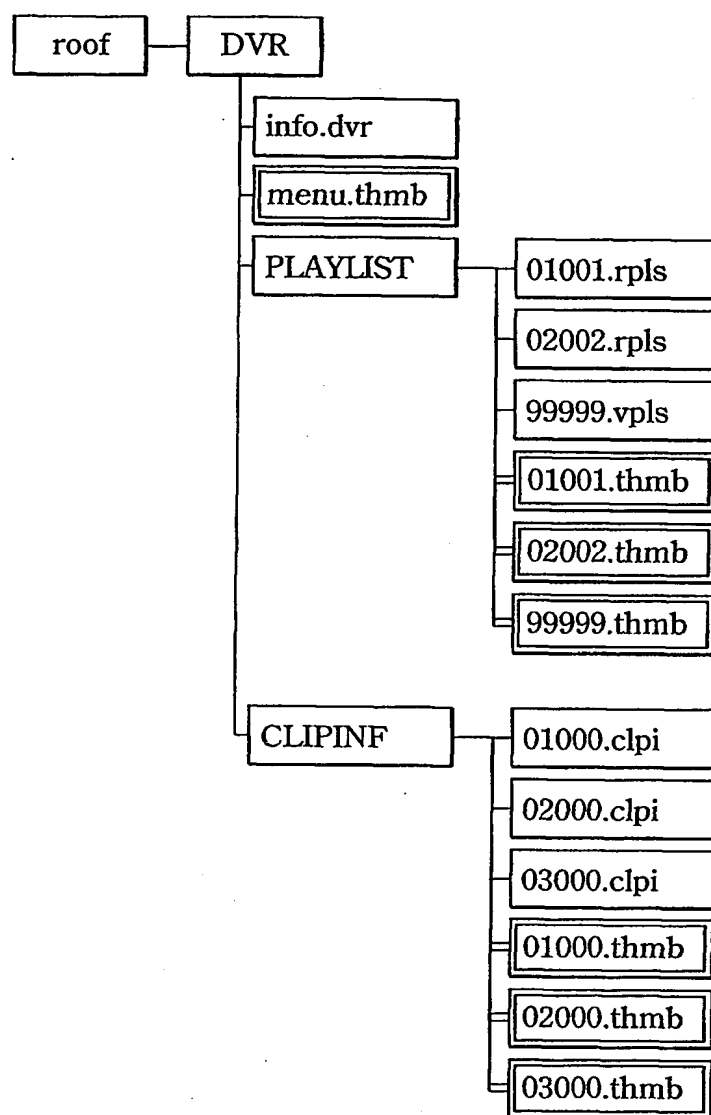 roof
DVR
info.dvr
menu.thmb
PLAYLIST
01001.rpls
02002.rpls
99999.vpls
01001.thmb
02002.thmb
99999.thmb
CLIPINF
01000.clpi
02000.clpi
03000.clpi
01000.thmb
02000.thmb
03000.thmb